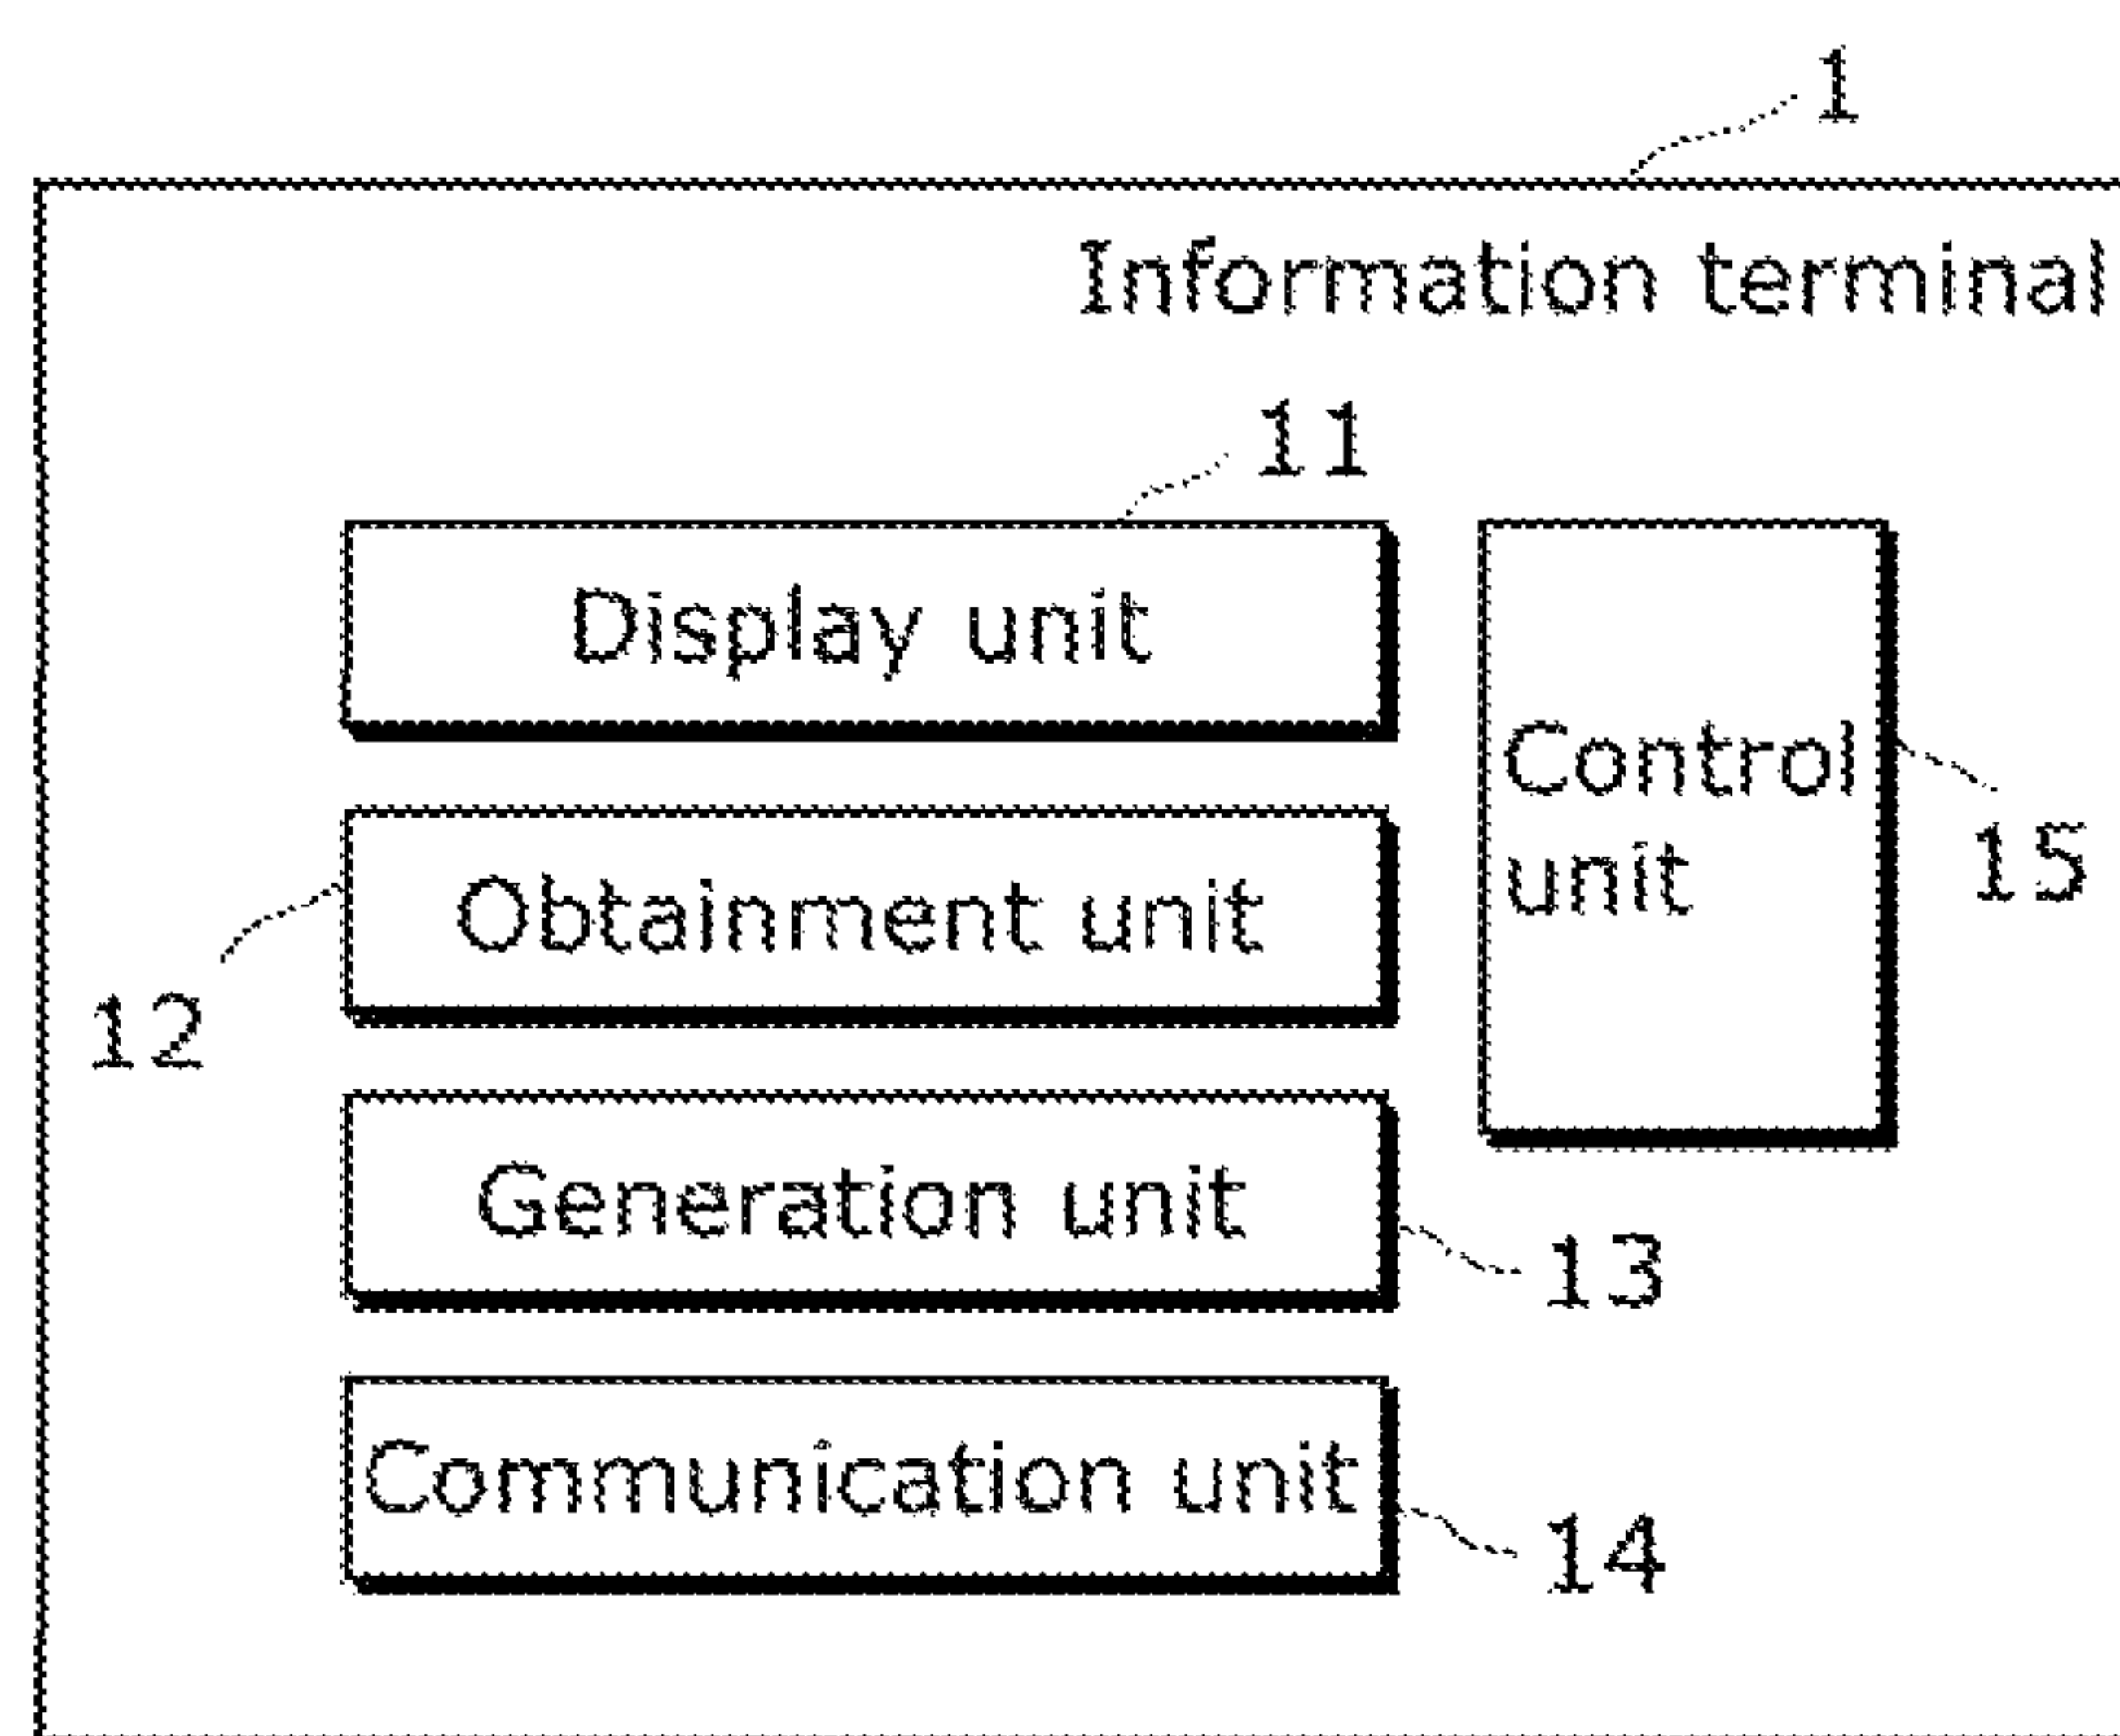 1
Information terminal
11
Display unit
Control
unit
15
Obtainment unit
12
Generation unit
13
Communication unit
14